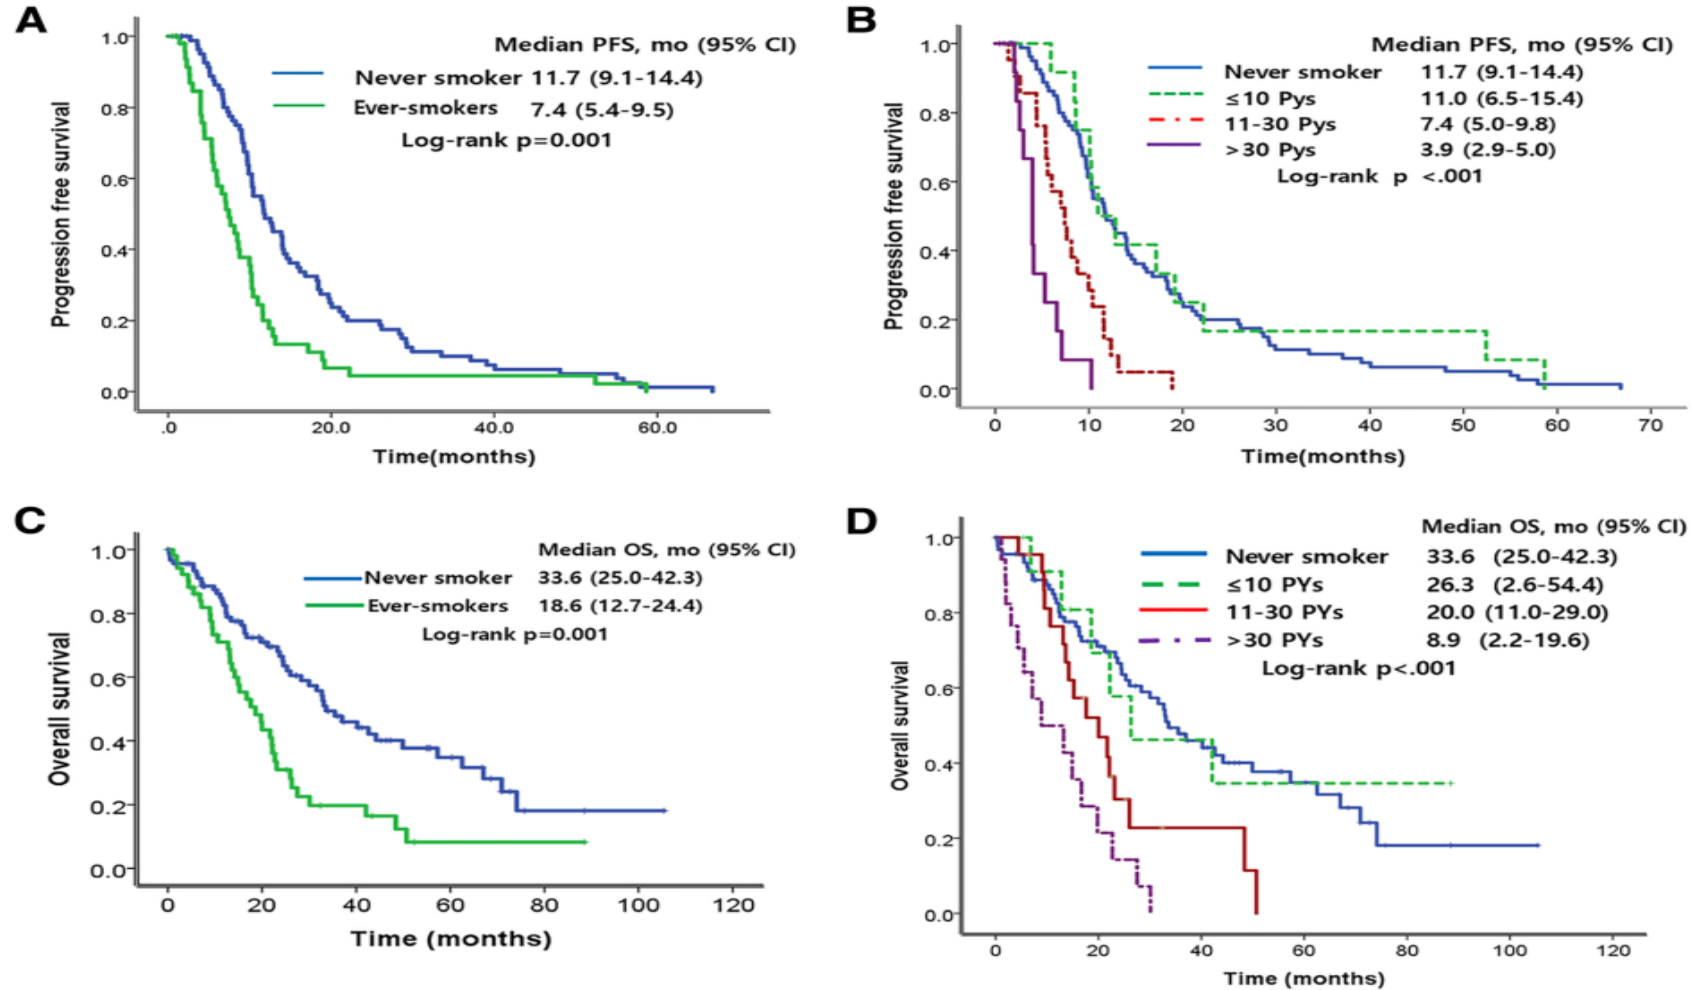 A
Median PFS, mo (95% CI)
Never smoker 11.7 (9.1-14.4)
Ever-smokers 7.4 (5.4-9.5)
Log-rank p=0.001
Progression free survival
1.0
0.8
0.6
0.4
0.2
0.0
.0 20.0 40.0 60.0
Time(months)
B
Median PFS, mo (95% CI)
Never smoker 11.7 (9.1-14.4)
≤10 Pys 11.0 (6.5-15.4)
11-30 Pys 7.4 (5.0-9.8)
>30 Pys 3.9 (2.9-5.0)
Log-rank p <.001
Progression free survival
1.0
0.8
0.6
0.4
0.2
0.0
0 10 20 30 40 50 60 70
Time(months)
C
Median OS, mo (95% CI)
Never smoker 33.6 (25.0-42.3)
Ever-smokers 18.6 (12.7-24.4)
Log-rank p=0.001
Overall survival
1.0
0.8
0.6
0.4
0.2
0.0
0 20 40 60 80 100 120
Time (months)
D
Median OS, mo (95% CI)
Never smoker 33.6 (25.0-42.3)
≤10 PYs 26.3 (2.6-54.4)
11-30 PYs 20.0 (11.0-29.0)
>30 PYs 8.9 (2.2-19.6)
Log-rank p<.001
Overall survival
1.0
0.8
0.6
0.4
0.2
0.0
0 20 40 60 80 100 120
Time (months)